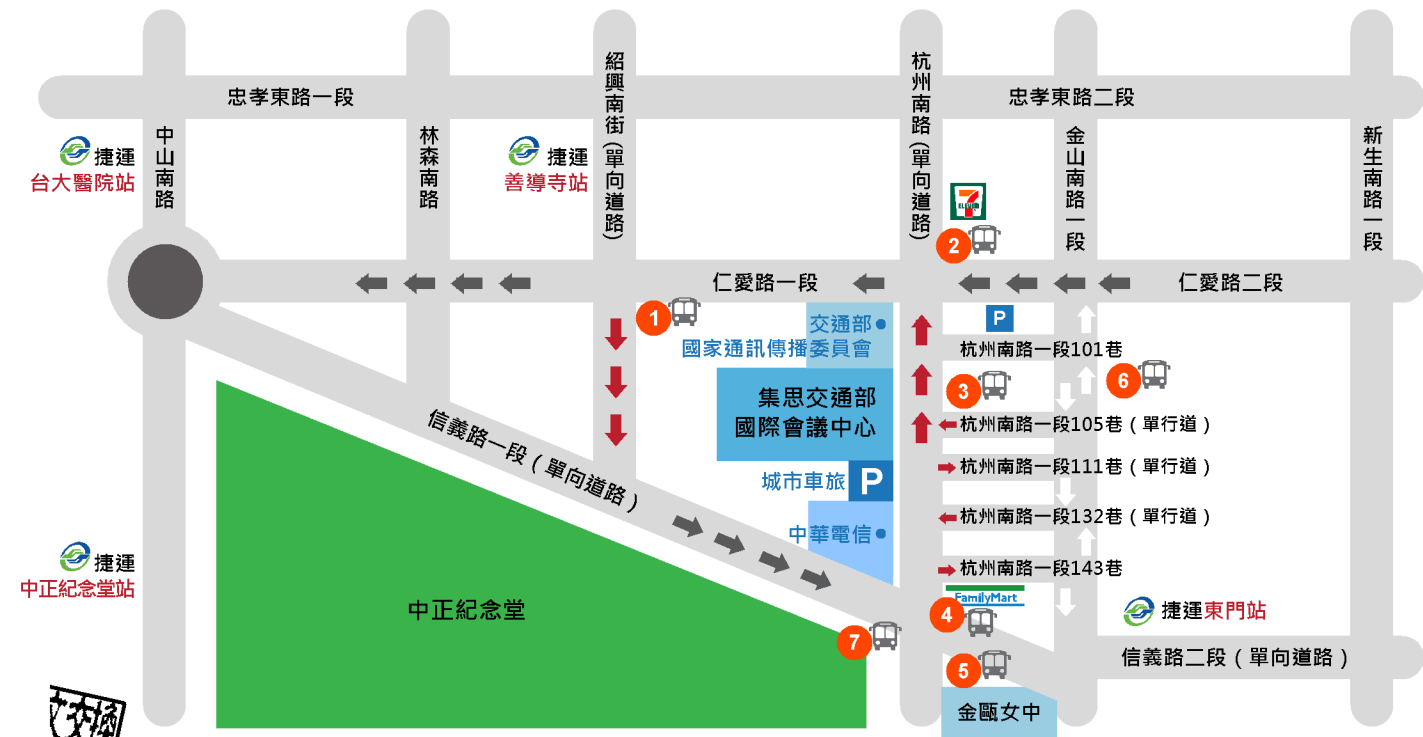 忠孝東路一段
忠孝東路二段
中山南路
林森南路
紹興南街(單向道路)
杭州南路(單向道路)
金山南路一段
新生南路一段
捷運
台大醫院站
捷運
善導寺站
7
ELEVEn
2
仁愛路一段
仁愛路二段
1
交通部
國家通訊傳播委員會
P
杭州南路一段101巷
3
6
集思交通部
國際會議中心
杭州南路一段105巷(單行道)
信義路一段(單向道路)
杭州南路一段111巷(單行道)
城市車旅
P
杭州南路一段132巷(單行道)
中華電信
杭州南路一段143巷
捷運
中正紀念堂站
FamilyMart
中正紀念堂
4
捷運東門站
7
5
信義路二段(單向道路)
金甌女中